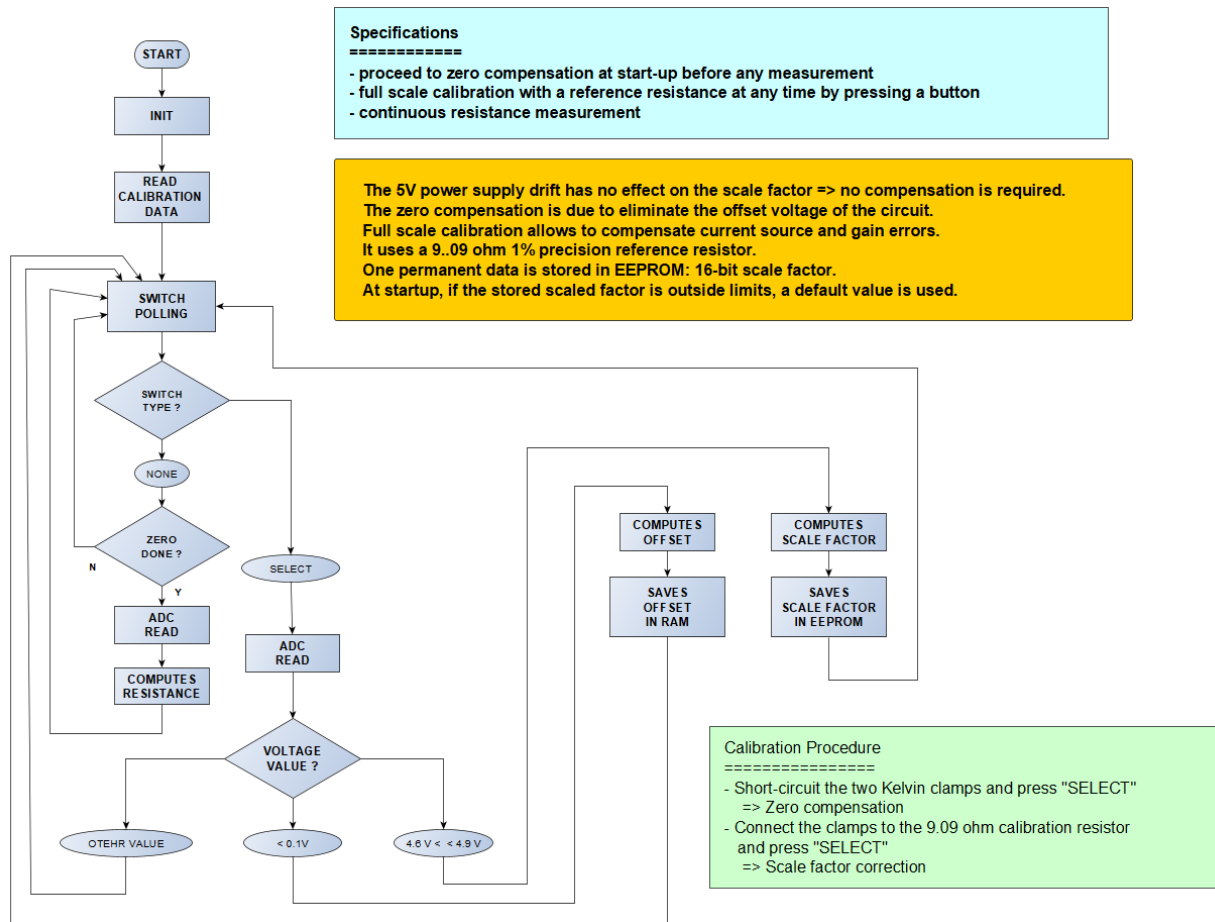 START
INIT
READ
CALIBRATION
DATA
SWITCH
POLLING
SWITCH
TYPE ?
NONE
ZERO
DONE ?
N
Y
ADC
READ
COMPUTES
RESISTANCE
SELECT
ADC
READ
VOLTAGE
VALUE ?
OTEHR VALUE
< 0.1V
4.6 V < < 4.9 V
COMPUTES
OFFSET
SAVES
OFFSET
IN RAM
COMPUTES
SCALE FACTOR
SAVES
SCALE FACTOR
IN EEPROM
Specifications
============
- proceed to zero compensation at start-up before any measurement
- full scale calibration with a reference resistance at any time by pressing a button
- continuous resistance measurement
The 5V power supply drift has no effect on the scale factor => no compensation is required.
The zero compensation is due to eliminate the offset voltage of the circuit.
Full scale calibration allows to compensate current source and gain errors.
It uses a 9..09 ohm 1% precision reference resistor.
One permanent data is stored in EEPROM: 16-bit scale factor.
At startup, if the stored scaled factor is outside limits, a default value is used.
Calibration Procedure
================
- Short-circuit the two Kelvin clamps and press "SELECT"
=> Zero compensation
- Connect the clamps to the 9.09 ohm calibration resistor
and press "SELECT"
=> Scale factor correction